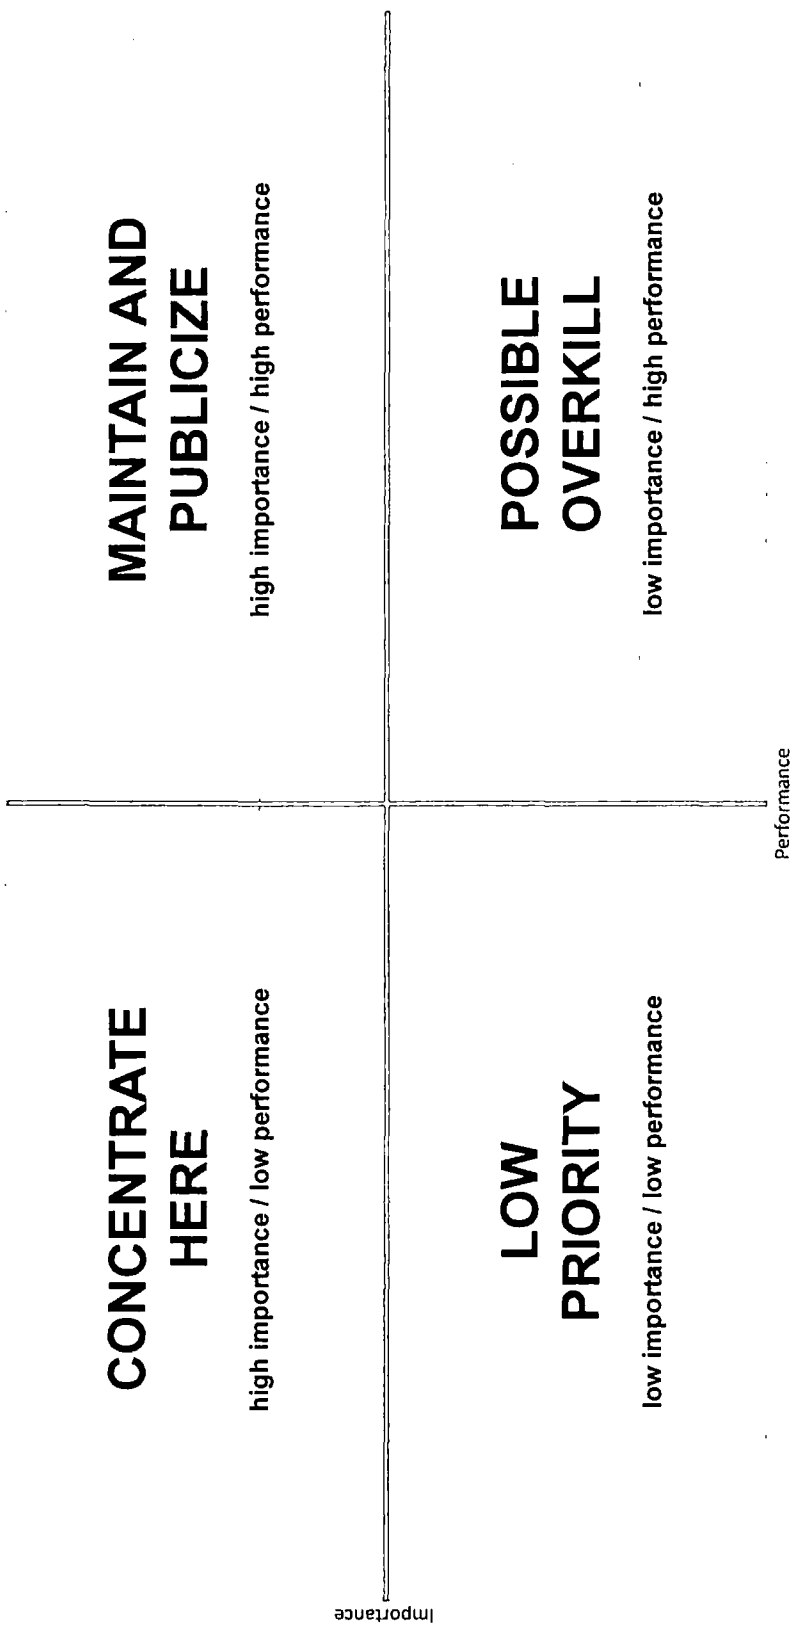 CONCENTRATE
HERE
high importance / low performance
MAINTAIN AND
PUBLICIZE
high importance / high performance
Importance
LOW
PRIORITY
low importance / low performance
POSSIBLE
OVERKILL
low importance / high performance
Performance